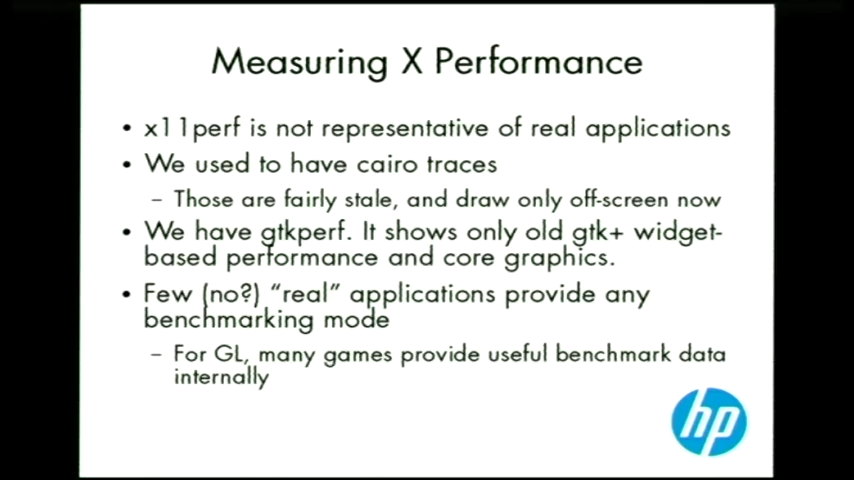 Measuring X Performance
• x11perf is not representative of real applications
• We used to have cairo traces
– Those are fairly stale, and draw only off-screen now
• We have gtkperf. It shows only old gtk+ widget-
based performance and core graphics.
• Few (no?) “real” applications provide any
benchmarking mode
– For GL, many games provide useful benchmark data
internally
hp